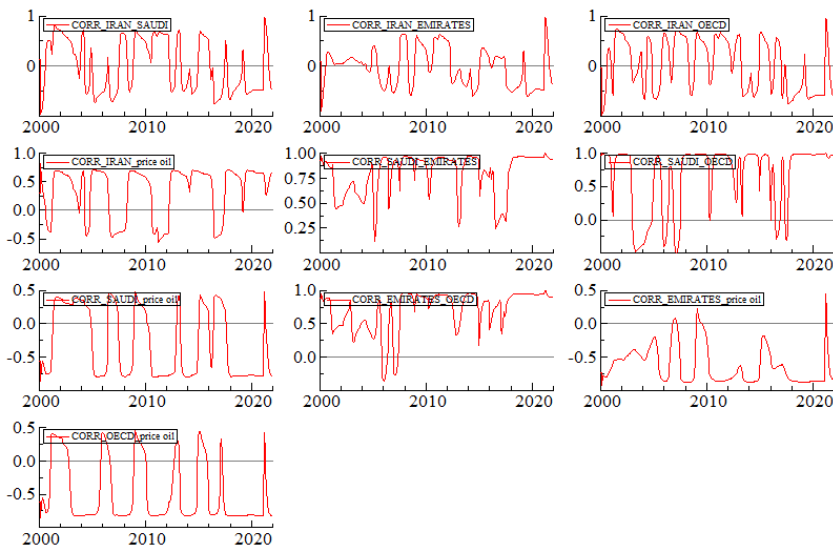 1 CORR_IRAN_SAUDI
0
2000 2010 2020
1 CORR_IRAN_EMIRATES
0
2000 2010 2020
1 CORR_IRAN_OECD
0
2000 2010 2020
1.0 CORR_IRAN_price oil
0.5
0.0
-0.5
2000 2010 2020
1.00 CORR_SAUDI_EMIRATES
0.75
0.50
0.25
2000 2010 2020
1.0 CORR_SAUDI_OECD
0.5
0.0
2000 2010 2020
0.5 CORR_SAUDI_price oil
0.0
-0.5
2000 2010 2020
1.0 CORR_EMIRATES_OECD
0.5
0.0
2000 2010 2020
0.5 CORR_EMIRATES_price oil
0.0
-0.5
2000 2010 2020
0.5 CORR_OECD_price oil
0.0
-0.5
2000 2010 2020